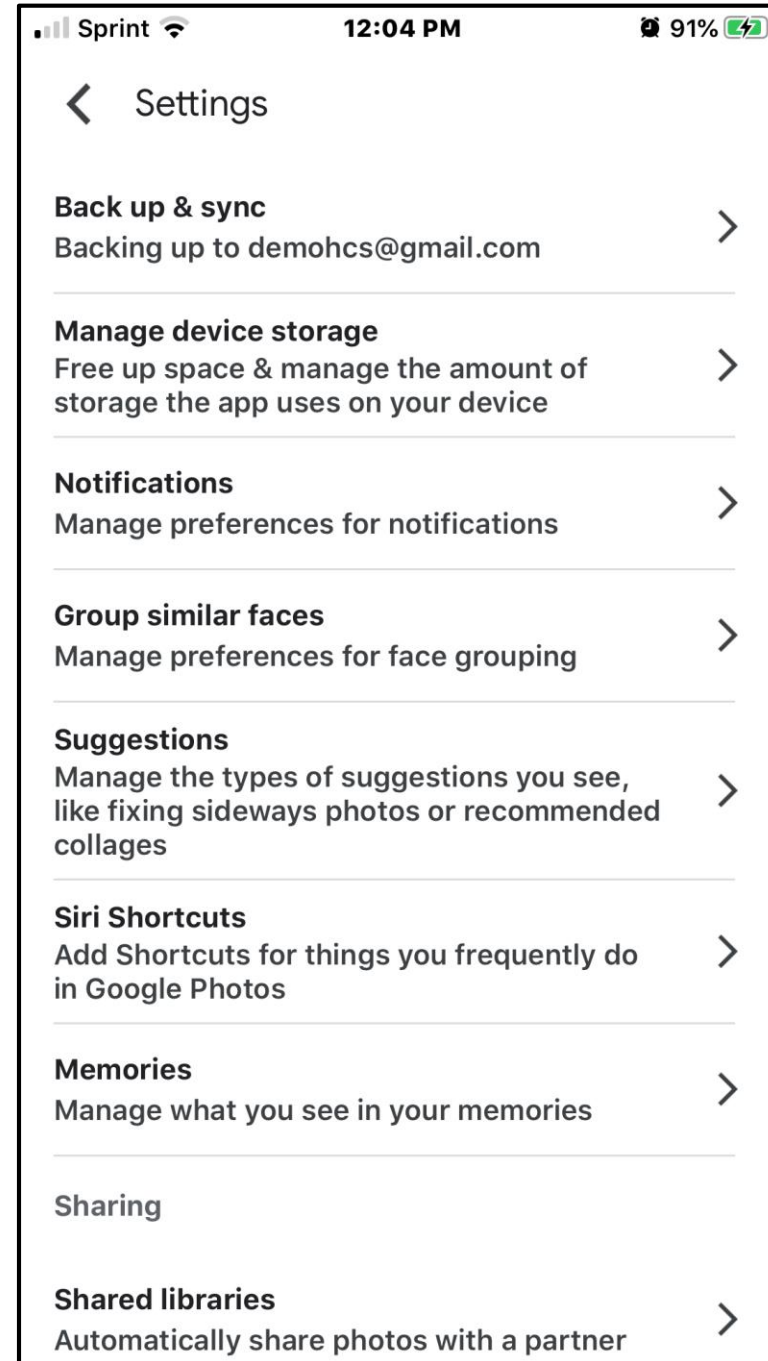 Sprint 12:04 PM 91%
Settings
Back up & sync
Backing up to demohcs@gmail.com
Manage device storage
Free up space & manage the amount of
storage the app uses on your device
Notifications
Manage preferences for notifications
Group similar faces
Manage preferences for face grouping
Suggestions
Manage the types of suggestions you see,
like fixing sideways photos or recommended
collages
Siri Shortcuts
Add Shortcuts for things you frequently do
in Google Photos
Memories
Manage what you see in your memories
Sharing
Shared libraries
Automatically share photos with a partner